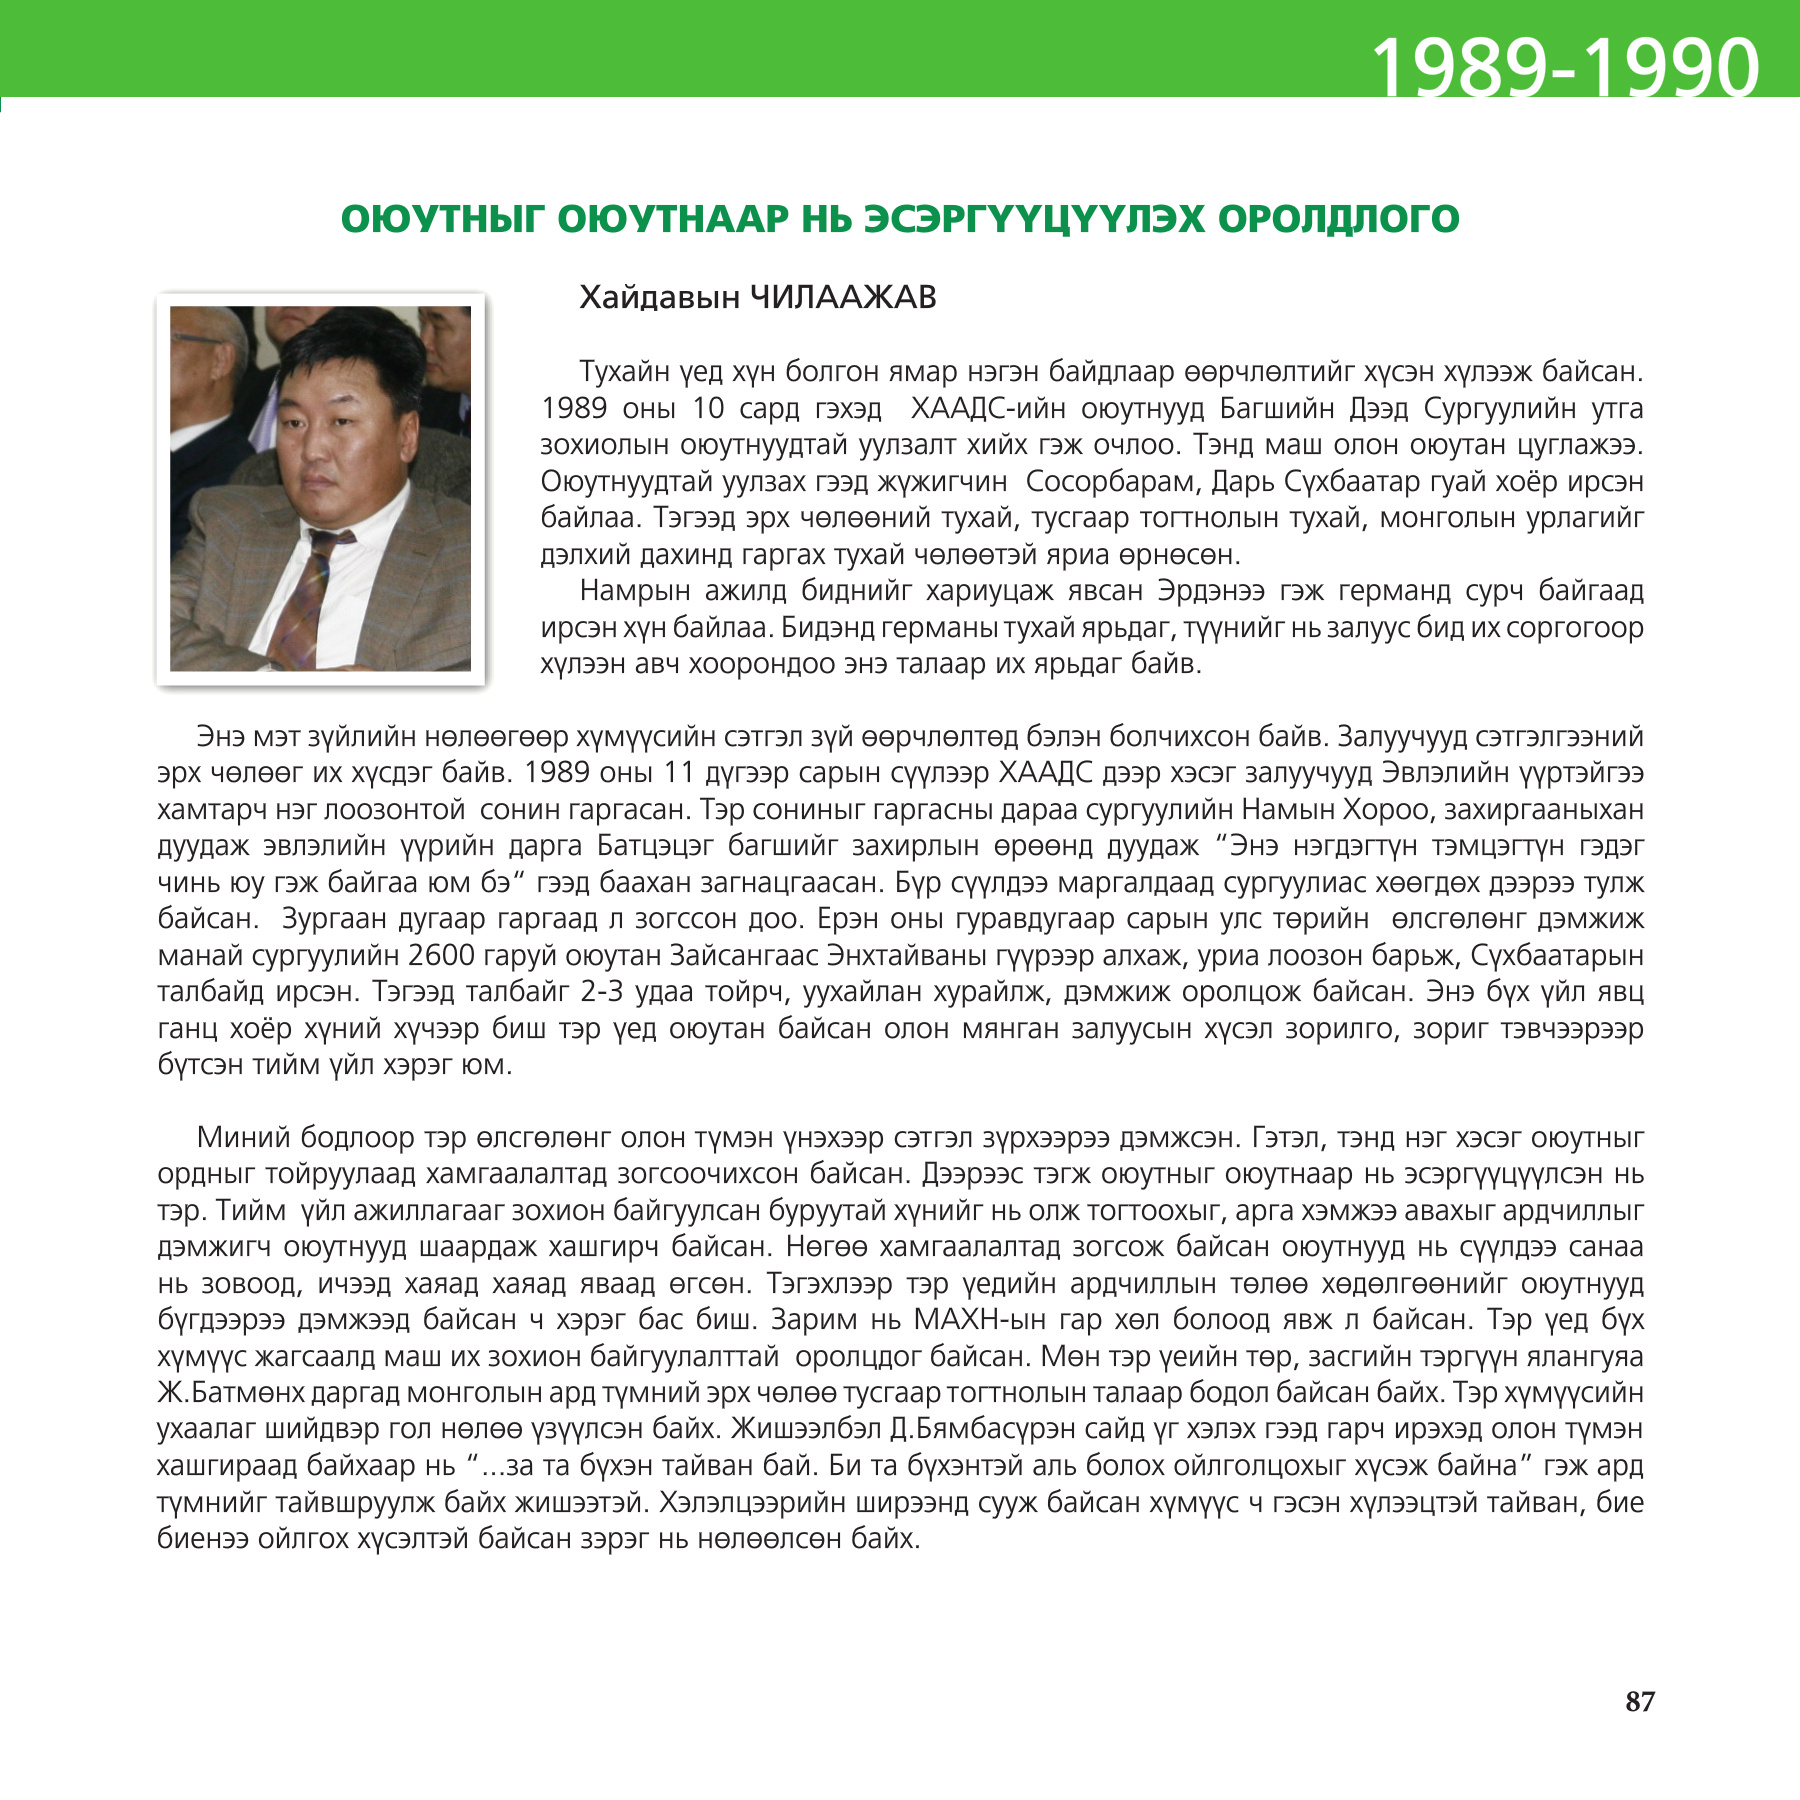 1989-1990
ОЮУТНЫГ ОЮУТНААР НЬ ЭСЭРГҮҮЦҮҮЛЭХ ОРОЛДЛОГО
Хайдавын ЧИЛААЖАВ
Тухайн үед хүн болгон ямар нэгэн байдлаар өөрчлөлтийг хүсэн хүлээж байсан.
1989 оны 10 сард гэхэд ХААДС-ийн оюутнууд Багшийн Дээд Сургуулийн утга
зохиолын оюутнуудтай уулзалт хийх гэж очлоо. Тэнд маш олон оюутан цуглажээ.
Оюутнуудтай уулзах гээд жүжигчин Сосорбарам, Дарь Сүхбаатар гуай хоёр ирсэн
байлаа. Тэгээд эрх чөлөөний тухай, тусгаар тогтнолын тухай, монголын урлагийг
дэлхий дахинд гаргах тухай чөлөөтэй яриа өрнөсөн.
Намрын ажилд биднийг хариуцаж явсан Эрдэнээ гэж германд сурч байгаад
ирсэн хүн байлаа. Бидэнд германы тухай ярьдаг, түүнийг нь залуус бид их соргогоор
хүлээн авч хоорондоо энэ талаар их ярьдаг байв.
Энэ мэт зүйлийн нөлөөгөөр хүмүүсийн сэтгэл зүй өөрчлөлтөд бэлэн болчихсон байв. Залуучууд сэтгэлгээний
эрх чөлөөг их хүсдэг байв. 1989 оны 11 дүгээр сарын сүүлээр ХААДС дээр хэсэг залуучууд Эвлэлийн үүртэйгээ
хамтарч нэг лоозонтой сонин гаргасан. Тэр сониныг гаргасны дараа сургуулийн Намын Хороо, захиргааныхан
дуудаж эвлэлийн үүрийн дарга Батцэцэг багшийг захирлын өрөөнд дуудаж “Энэ нэгдэгтүн тэмцэгтүн гэдэг
чинь юу гэж байгаа юм бэ“ гээд баахан загнацгаасан. Бүр сүүлдээ маргалдаад сургуулиас хөөгдөх дээрээ тулж
байсан. Зургаан дугаар гаргаад л зогссон доо. Ерэн оны гуравдугаар сарын улс төрийн өлсгөлөнг дэмжиж
манай сургуулийн 2600 гаруй оюутан Зайсангаас Энхтайваны гүүрээр алхаж, уриа лоозон барьж, Сүхбаатарын
талбайд ирсэн. Тэгээд талбайг 2-3 удаа тойрч, уухайлан хурайлж, дэмжиж оролцож байсан. Энэ бүх үйл явц
ганц хоёр хүний хүчээр биш тэр үед оюутан байсан олон мянган залуусын хүсэл зорилго, зориг тэвчээрээр
бүтсэн тийм үйл хэрэг юм.
Миний бодлоор тэр өлсгөлөнг олон түмэн үнэхээр сэтгэл зүрхээрээ дэмжсэн. Гэтэл, тэнд нэг хэсэг оюутныг
ордныг тойруулаад хамгаалалтад зогсоочихсон байсан. Дээрээс тэгж оюутныг оюутнаар нь эсэргүүцүүлсэн нь
тэр. Тийм үйл ажиллагааг зохион байгуулсан буруутай хүнийг нь олж тогтоохыг, арга хэмжээ авахыг ардчиллыг
дэмжигч оюутнууд шаардаж хашгирч байсан. Нөгөө хамгаалалтад зогсож байсан оюутнууд нь сүүлдээ санаа
нь зовоод, ичээд хаяад хаяад яваад өгсөн. Тэгэхлээр тэр үедийн ардчиллын төлөө хөдөлгөөнийг оюутнууд
бүгдээрээ дэмжээд байсан ч хэрэг бас биш. Зарим нь МАХН-ын гар хөл болоод явж л байсан. Тэр үед бүх
хүмүүс жагсаалд маш их зохион байгуулалттай оролцдог байсан. Мөн тэр үеийн төр, засгийн тэргүүн ялангуяа
Ж.Батмөнх даргад монголын ард түмний эрх чөлөө тусгаар тогтнолын талаар бодол байсан байх. Тэр хүмүүсийн
ухаалаг шийдвэр гол нөлөө үзүүлсэн байх. Жишээлбэл Д.Бямбасүрэн сайд үг хэлэх гээд гарч ирэхэд олон түмэн
хашгираад байхаар нь “...за та бүхэн тайван бай. Би та бүхэнтэй аль болох ойлголцохыг хүсэж байна” гэж ард
түмнийг тайвшруулж байх жишээтэй. Хэлэлцээрийн ширээнд сууж байсан хүмүүс ч гэсэн хүлээцтэй тайван, бие
биенээ ойлгох хүсэлтэй байсан зэрэг нь нөлөөлсөн байх.
87